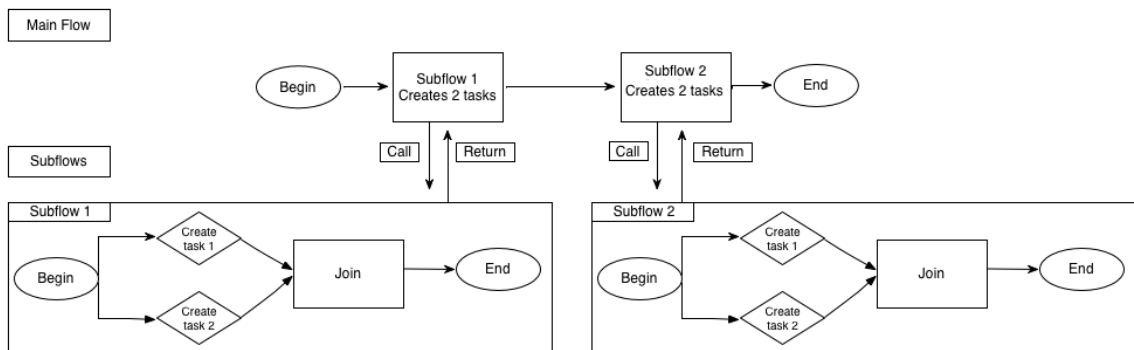 Main Flow
Begin
Subflow 1
Creates 2 tasks
Subflow 2
Creates 2 tasks
End
Call
Return
Call
Return
Subflows
Subflow 1
Begin
Create
task 1
Create
task 2
Join
End
Subflow 2
Begin
Create
task 1
Create
task 2
Join
End